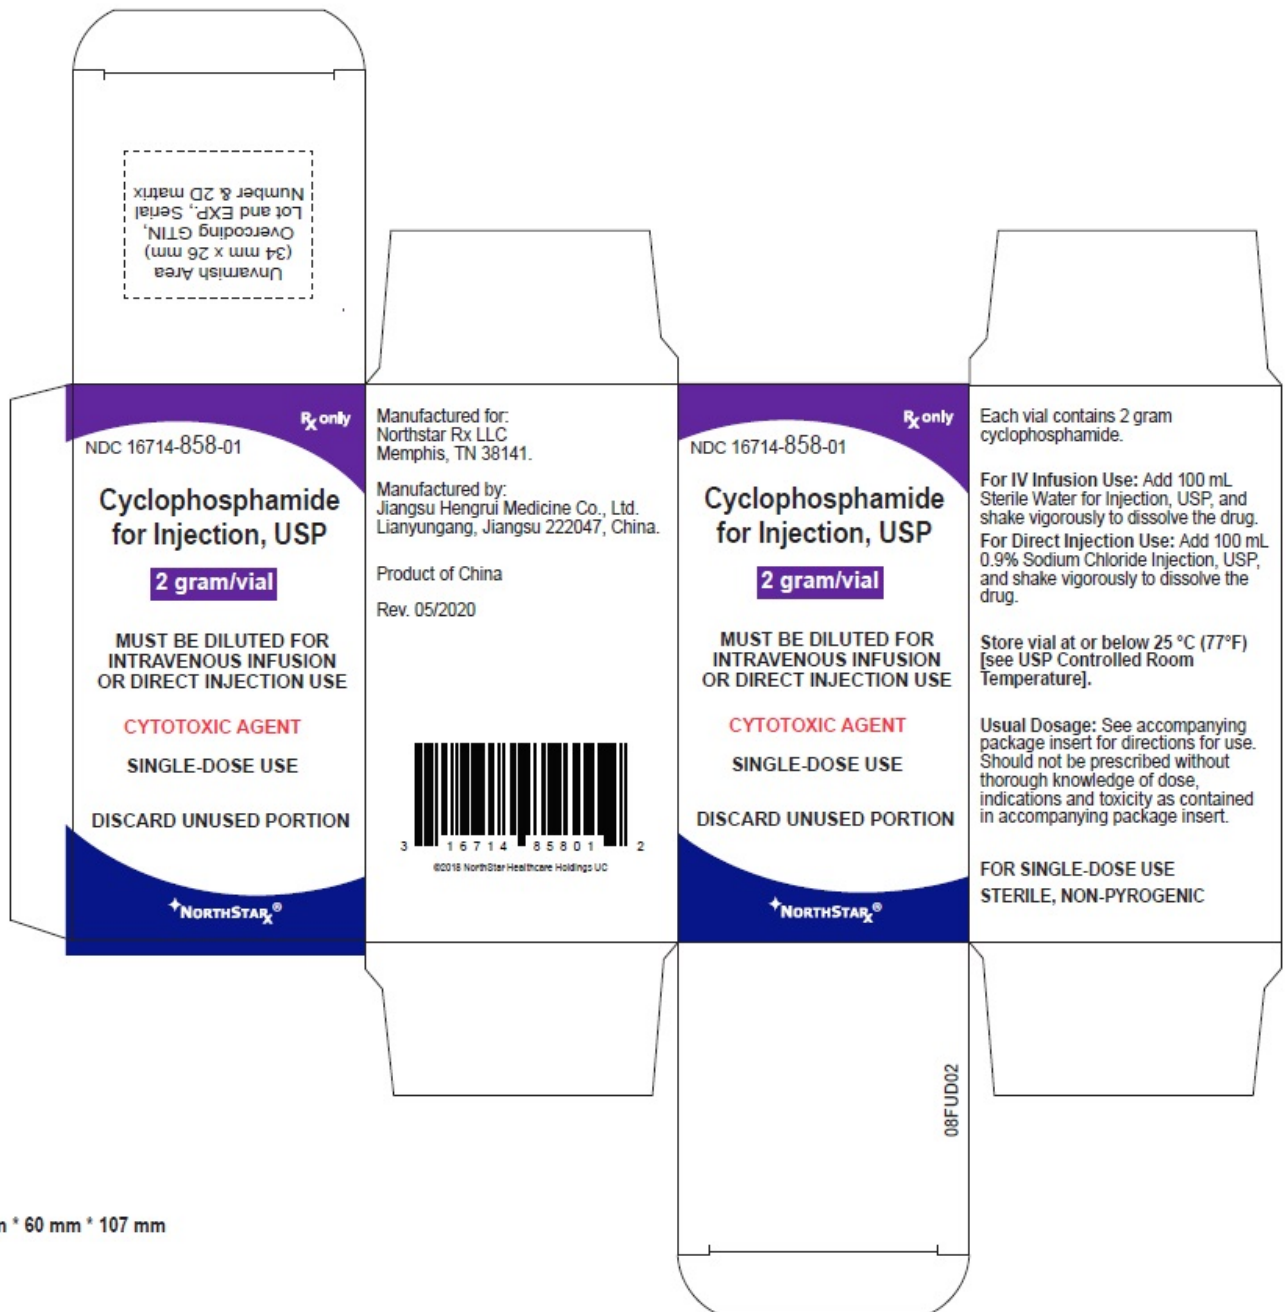 Unvarnish Area
(34 mm x 26 mm)
Overcoding GTIN,
Lot and EXP., Serial
Number & 2D matrix
Rx only
NDC 16714-858-01
Cyclophosphamide
for Injection, USP
2 gram/vial
MUST BE DILUTED FOR
INTRAVENOUS INFUSION
OR DIRECT INJECTION USE
CYTOTOXIC AGENT
SINGLE-DOSE USE
DISCARD UNUSED PORTION
NORTHSTARx®
Manufactured for:
Northstar Rx LLC
Memphis, TN 38141.
Manufactured by:
Jiangsu Hengrui Medicine Co., Ltd.
Lianyungang, Jiangsu 222047, China.
Product of China
Rev. 05/2020
3 16714 85801 2
©2018 NorthStar Healthcare Holdings UC
Rx only
NDC 16714-858-01
Cyclophosphamide
for Injection, USP
2 gram/vial
MUST BE DILUTED FOR
INTRAVENOUS INFUSION
OR DIRECT INJECTION USE
CYTOTOXIC AGENT
SINGLE-DOSE USE
DISCARD UNUSED PORTION
NORTHSTARx®
Each vial contains 2 gram
cyclophosphamide.
For IV Infusion Use: Add 100 mL
Sterile Water for Injection, USP, and
shake vigorously to dissolve the drug.
For Direct Injection Use: Add 100 mL
0.9% Sodium Chloride Injection, USP,
and shake vigorously to dissolve the
drug.
Store vial at or below 25 °C (77°F)
[see USP Controlled Room
Temperature].
Usual Dosage: See accompanying
package insert for directions for use.
Should not be prescribed without
thorough knowledge of dose,
indications and toxicity as contained
in accompanying package insert.
FOR SINGLE-DOSE USE
STERILE, NON-PYROGENIC
08FUD02
* 60 mm * 107 mm